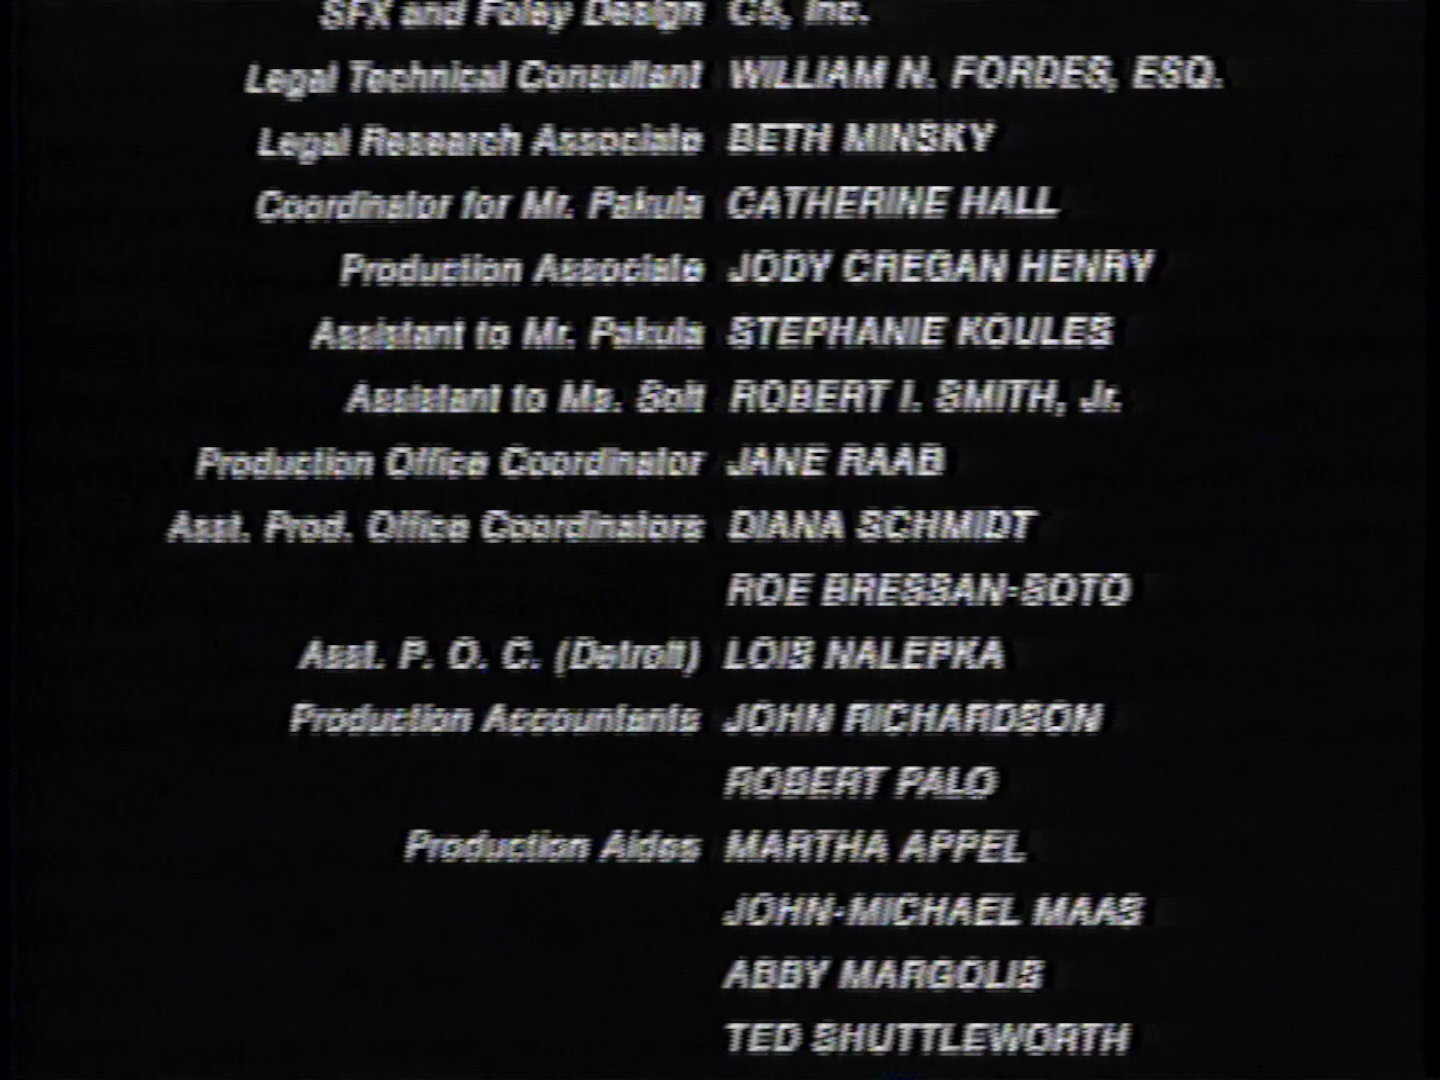 SFX and Foley Design C5, Inc.
Legal Technical Consultant WILLIAM N. FORDES, ESQ.
Legal Research Associate BETH MINSKY
Coordinator for Mr. Pakula CATHERINE HALL
Production Associate JODY CREGAN HENRY
Assistant to Mr. Pakula STEPHANIE KOULES
Assistant to Ms. Solt ROBERT I. SMITH, Jr.
Production Office Coordinator JANE RAAB
Asst. Prod. Office Coordinators DIANA SCHMIDT
ROE BRESSAN-SOTO
Asst. P. O. C. (Detroit) LOIS NALEPKA
Production Accountants JOHN RICHARDSON
ROBERT PALO
Production Aides MARTHA APPEL
JOHN-MICHAEL MAAS
ABBY MARGOLIS
TED SHUTTLEWORTH